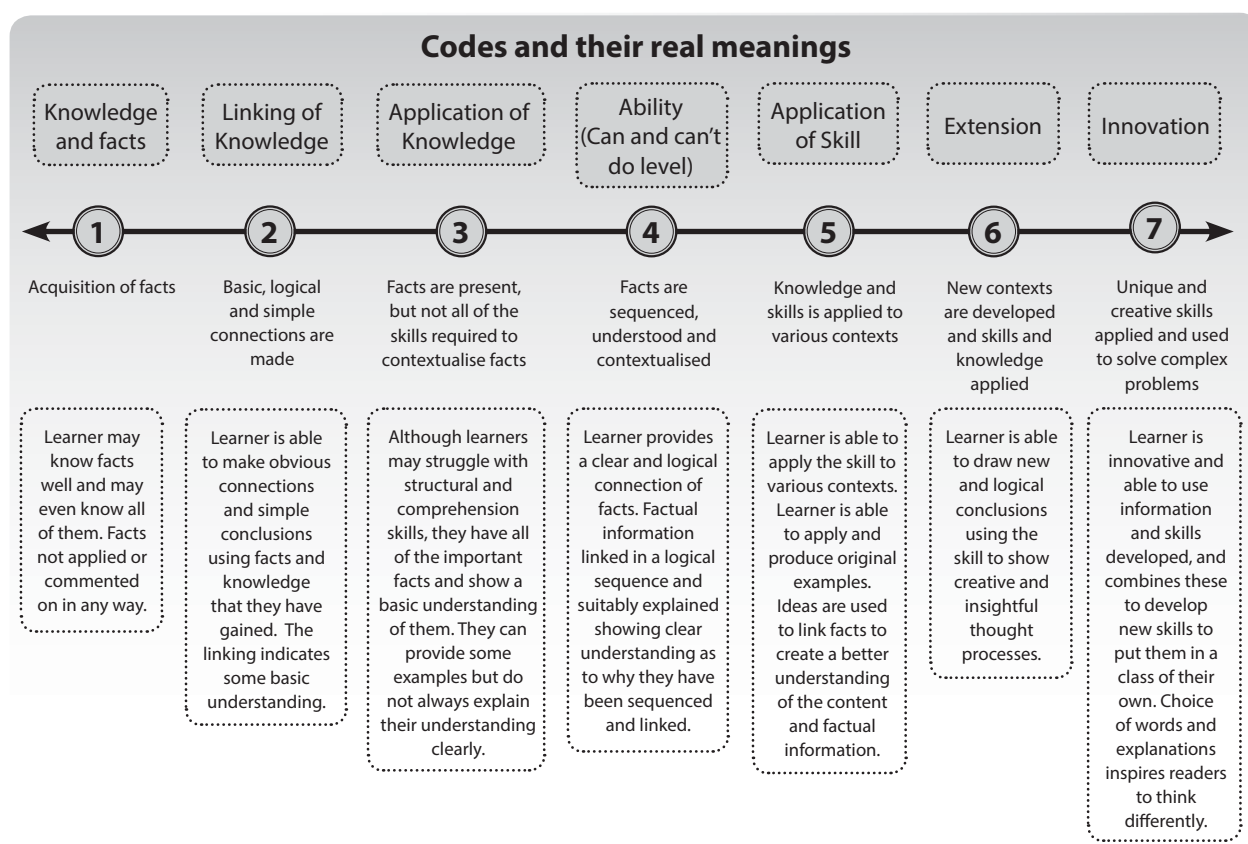 Codes and their real meanings
Knowledge
and facts
Linking of
Knowledge
Application of
Knowledge
Ability
(Can and can't
do level)
Application
of Skill
Extension
Innovation
1
2
3
4
5
6
7
Acquisition of facts
Basic, logical
and simple
connections are
made
Facts are present,
but not all of the
skills required to
contextualise facts
Facts are
sequenced,
understood and
contextualised
Knowledge and
skills is applied to
various contexts
New contexts
are developed
and skills and
knowledge
applied
Unique and
creative skills
applied and used
to solve complex
problems
Learner may
know facts
well and may
even know all
of them. Facts
not applied or
commented
on in any way.
Learner is able
to make obvious
connections
and simple
conclusions
using facts and
knowledge
that they have
gained. The
linking indicates
some basic
understanding.
Although learners
may struggle with
structural and
comprehension
skills, they have all
of the important
facts and show a
basic understanding
of them. They can
provide some
examples but do
not always explain
their understanding
clearly.
Learner provides
a clear and logical
connection of
facts. Factual
information
linked in a logical
sequence and
suitably explained
showing clear
understanding as
to why they have
been sequenced
and linked.
Learner is able to
apply the skill to
various contexts.
Learner is able
to apply and
produce original
examples.
Ideas are used
to link facts to
create a better
understanding
of the content
and factual
information.
Learner is able
to draw new
and logical
conclusions
using the
skill to show
creative and
insightful
thought
processes.
Learner is
innovative and
able to use
information
and skills
developed, and
combines these
to develop
new skills to
put them in a
class of their
own. Choice
of words and
explanations
inspires readers
to think
differently.